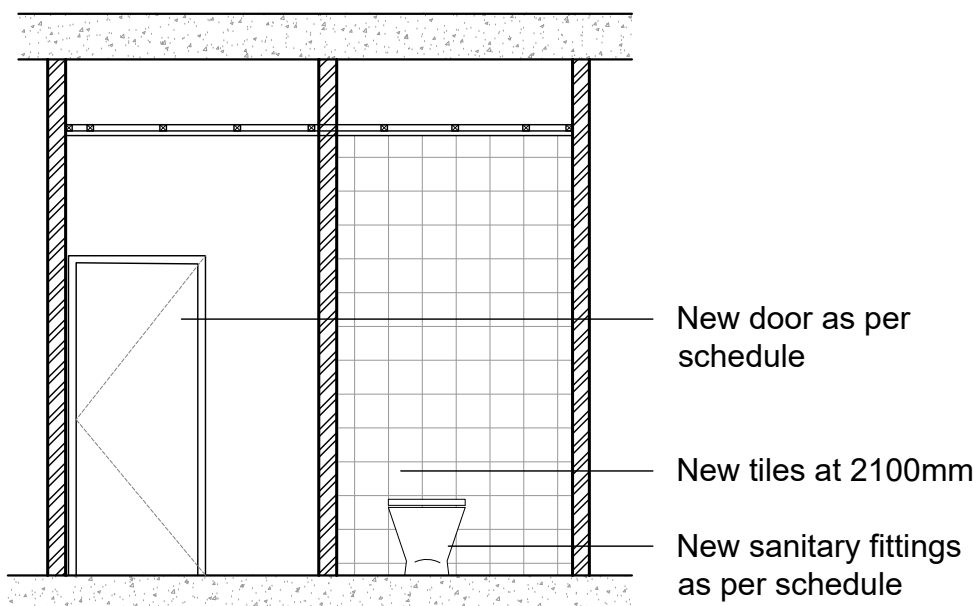 New door as per
schedule
New tiles at 2100mm
New sanitary fittings
as per schedule